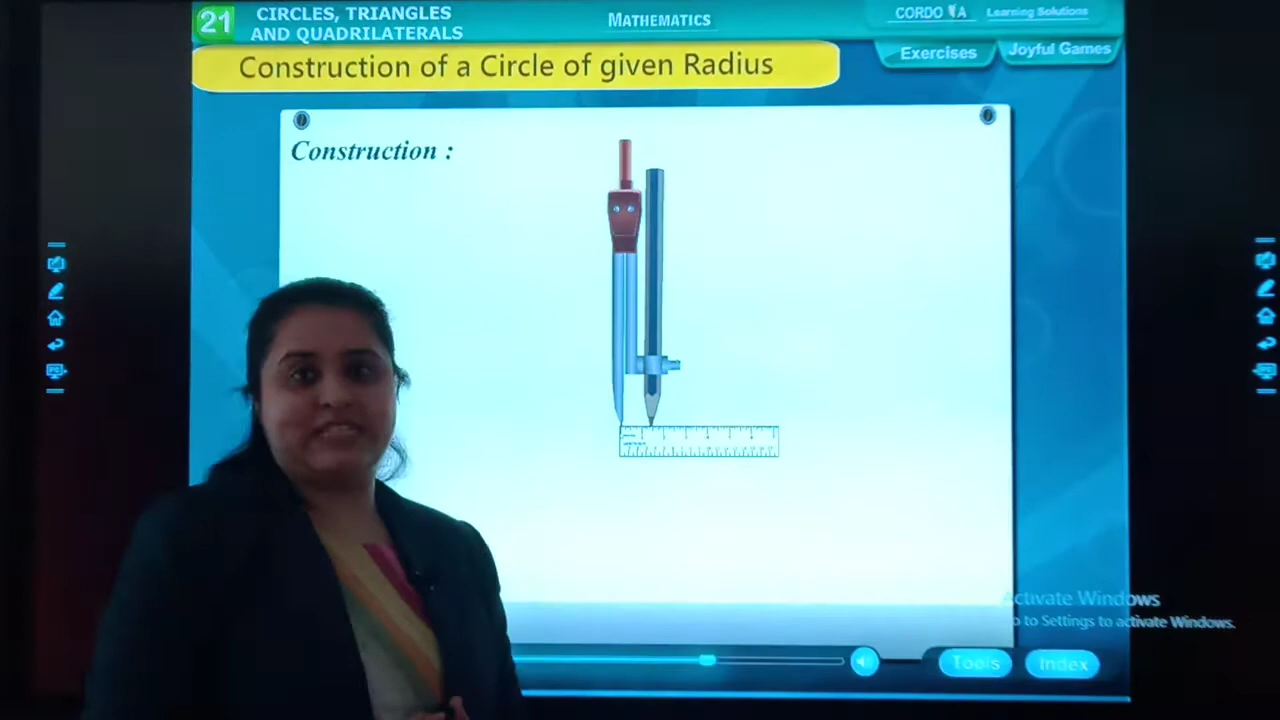 21
CIRCLES, TRIANGLES
AND QUADRILATERALS
MATHEMATICS
CORDOVA Learning Solutions
Exercises
Joyful Games
Construction of a Circle of given Radius
Construction :
Activate Windows
to Settings to activate Windows.
Tools
Index